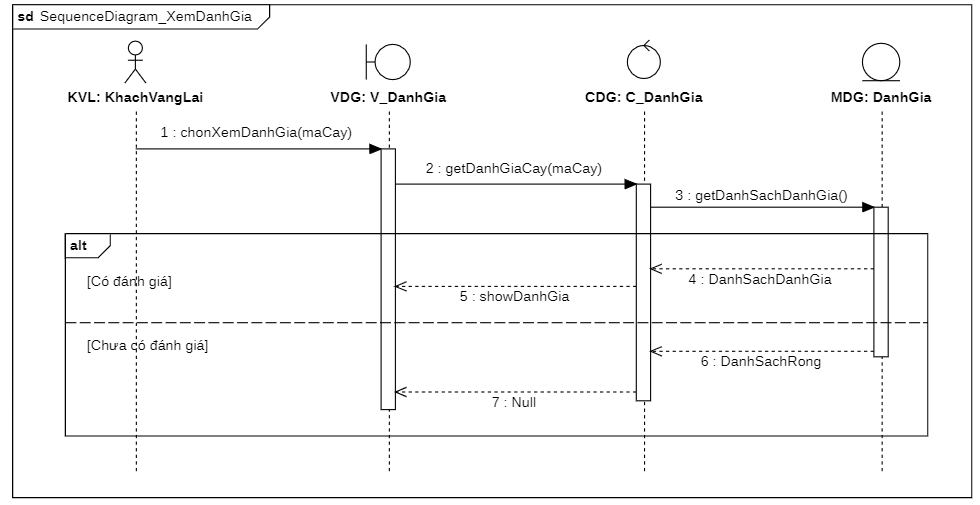 sd SequenceDiagram_XemDanhGia
KVL: KhachVangLai
VDG: V_DanhGia
CDG: C_DanhGia
MDG: DanhGia
1 : chonXemDanhGia(maCay)
2 : getDanhGiaCay(maCay)
3 : getDanhSachDanhGia()
alt
[Có đánh giá]
4 : DanhSachDanhGia
5 : showDanhGia
[Chưa có đánh giá]
6 : DanhSachRong
7 : Null